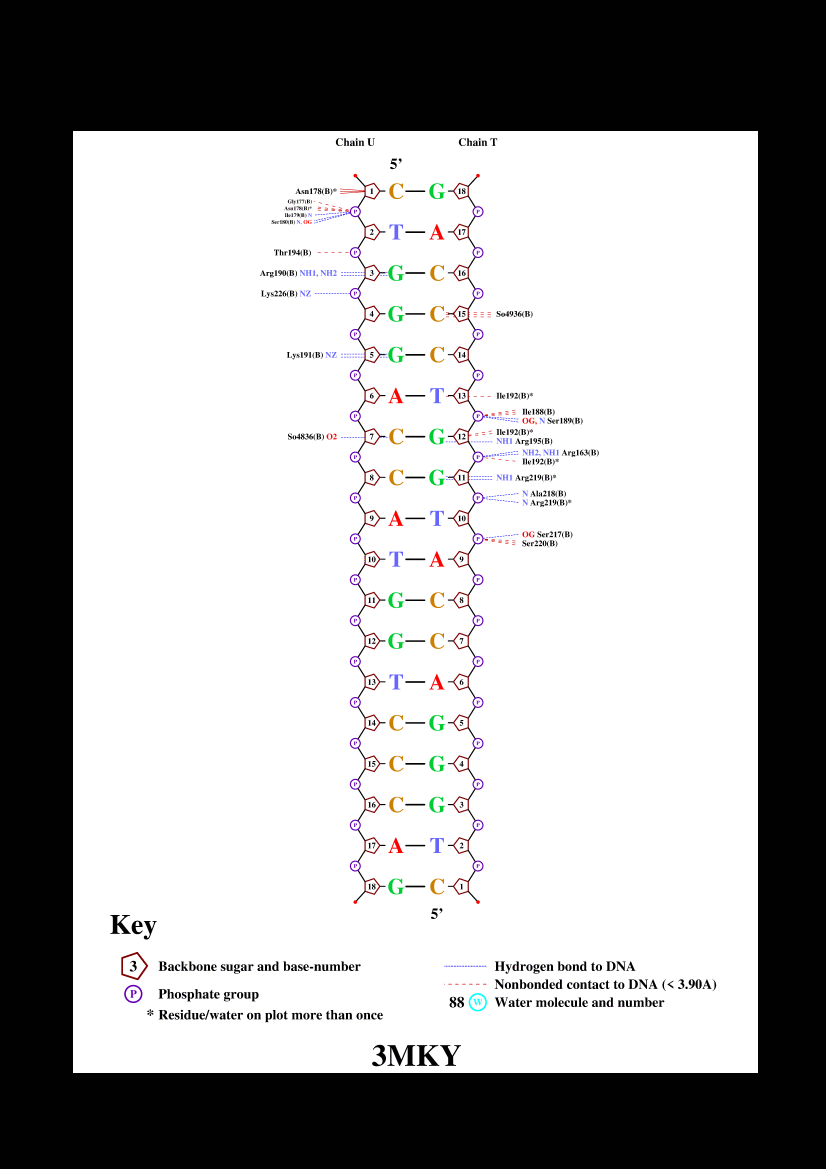 Chain U Chain T
5’
Asn178(B)* 1 C G 18
Gly177(B)
Asn178(B)*
Ile179(B) N
Ser180(B) N, OG
P P
2 T A 17
Thr194(B) P P
Arg190(B) NH1, NH2 3 G C 16
Lys226(B) NZ P P
4 G C 15 So4936(B)
P P
Lys191(B) NZ 5 G C 14
P P
6 A T 13 Ile192(B)*
P P
Ile188(B)
OG, N Ser189(B)
Ile192(B)*
So4836(B) O2 7 C G 12
NH1 Arg195(B)
P P
NH2, NH1 Arg163(B)
Ile192(B)*
8 C G 11 NH1 Arg219(B)*
P P
N Ala218(B)
N Arg219(B)*
9 A T 10
P P
OG Ser217(B)
Ser220(B)
10 T A 9
P P
11 G C 8
P P
12 G C 7
P P
13 T A 6
P P
14 C G 5
P P
15 C G 4
P P
16 C G 3
P P
17 A T 2
P P
18 G C 1
5’
Key
3 Backbone sugar and base-number
P Phosphate group
* Residue/water on plot more than once
Hydrogen bond to DNA
Nonbonded contact to DNA (< 3.90A)
88 W Water molecule and number
3MKY